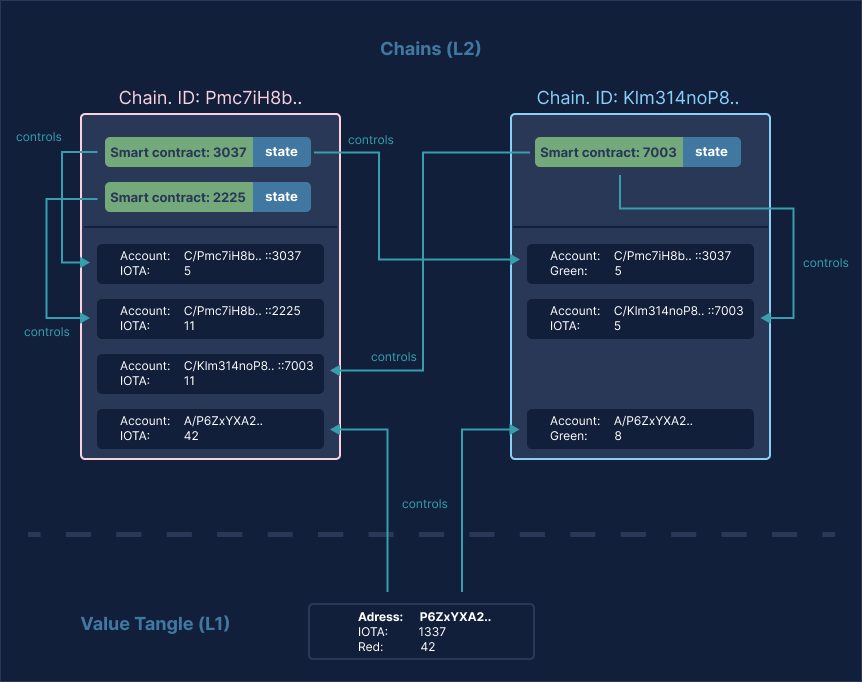 Chains (L2)
Chain. ID: Pmc7iH8b..
controls
Smart contract: 3037 state
controls
Smart contract: 2225 state
Account: C/Pmc7iH8b.. ::3037
IOTA: 5
Account: C/Pmc7iH8b.. ::2225
IOTA: 11
controls
Account: C/Klm314noP8.. ::7003
IOTA: 11
controls
Account: A/P6ZxYXA2..
IOTA: 42
Chain. ID: Klm314noP8..
Smart contract: 7003 state
Account: C/Pmc7iH8b.. ::3037
Green: 5
controls
Account: C/Klm314noP8.. ::7003
IOTA: 5
Account: A/P6ZxYXA2..
Green: 8
controls
Value Tangle (L1)
Adress: P6ZxYXA2..
IOTA: 1337
Red: 42